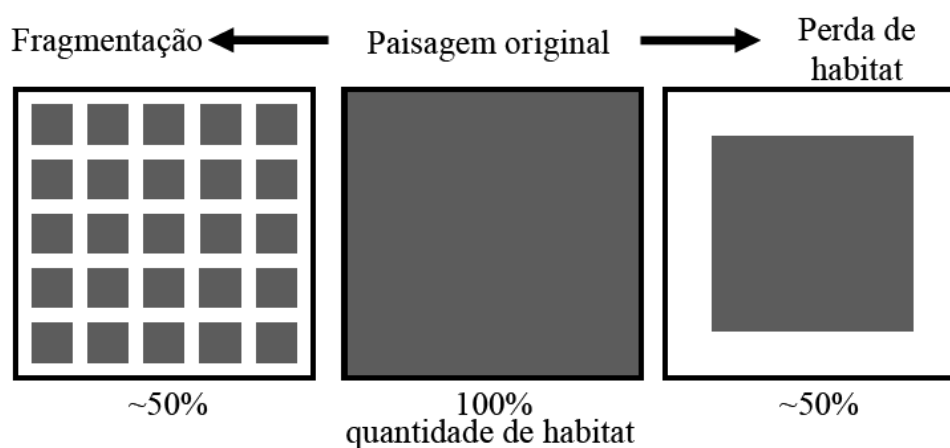 Fragmentação
Paisagem original
Perda de
habitat
~50%
100%
~50%
quantidade de habitat